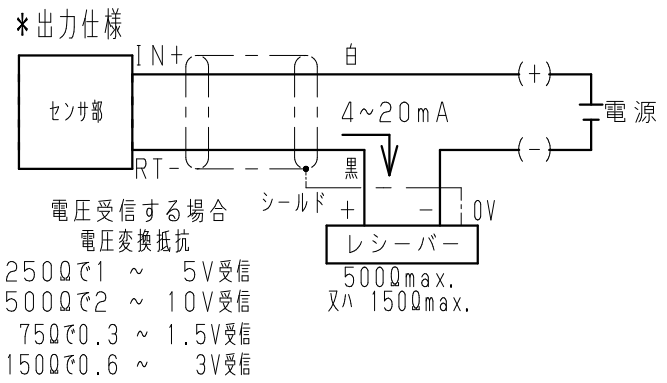 *出力仕様
IN+
白
(+)
センサ部
4~20mA
電源
RT-
黒
(-)
シールド
+
-
0V
レシーバー
500Ωmax.
又ハ 150Ωmax.
電圧受信する場合
電圧変換抵抗
250Ωで1 ~ 5V受信
500Ωで2 ~ 10V受信
75Ωで0.3 ~ 1.5V受信
150Ωで0.6 ~ 3V受信